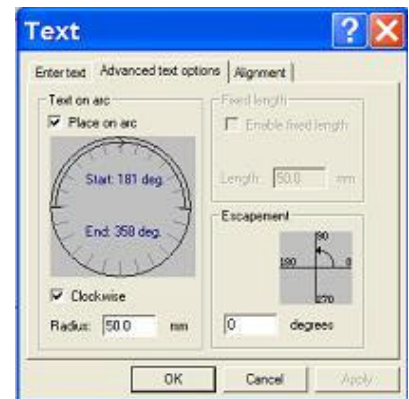 Text
Enter text Advanced text options Alignment
Text on arc
Place on arc
Start: 181 deg.
End: 358 deg.
Clockwise
Radius: 50.0 mm
Fixed length
Enable fixed length
Length: 50.0 mm
Escapement
90
180 0
270
0 degrees
OK Cancel Apply